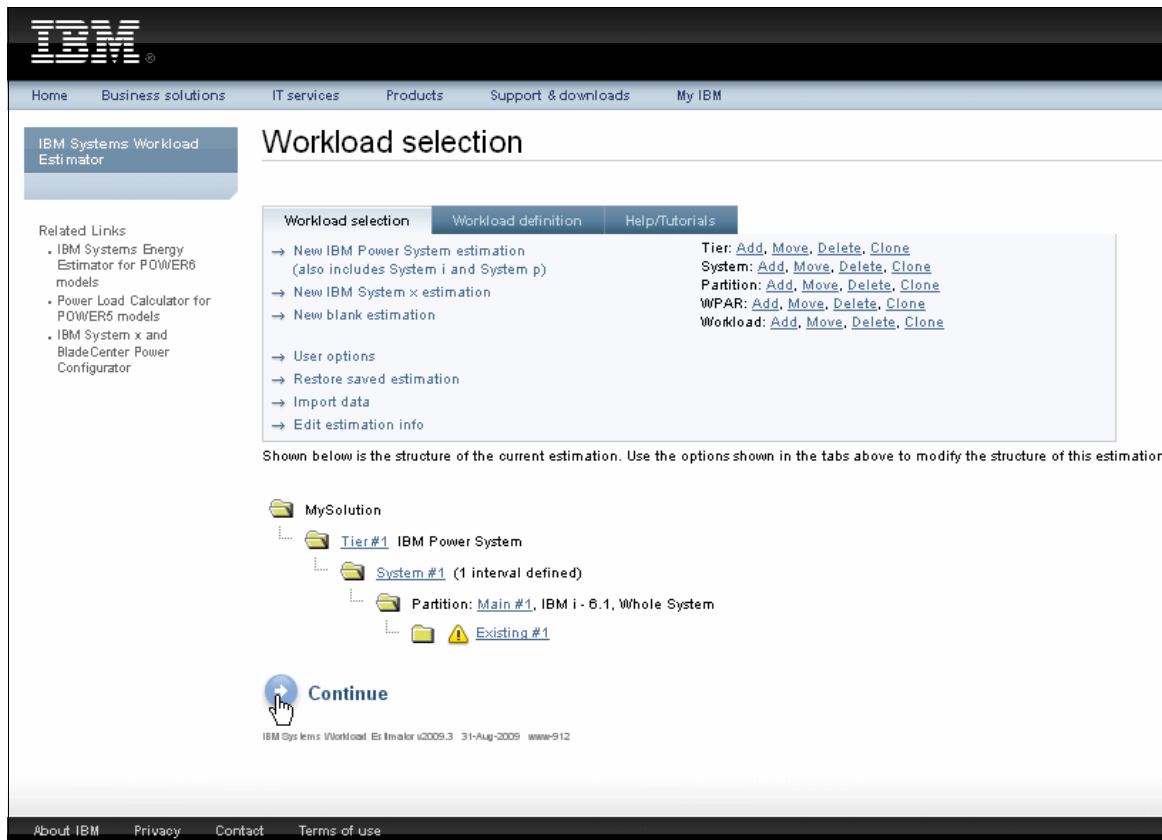 IBM®
Home Business solutions IT services Products Support & downloads My IBM
IBM Systems Workload
Estimator
Workload selection
Related Links
IBM Systems Energy
Estimator for POWER6
models
Power Load Calculator for
POWER5 models
IBM System x and
BladeCenter Power
Configurator
Workload selection Workload definition Help/Tutorials
→ New IBM Power System estimation
(also includes System i and System p)
→ New IBM System x estimation
→ New blank estimation
→ User options
→ Restore saved estimation
→ Import data
→ Edit estimation info
Tier: Add, Move, Delete, Clone
System: Add, Move, Delete, Clone
Partition: Add, Move, Delete, Clone
WPAR: Add, Move, Delete, Clone
Workload: Add, Move, Delete, Clone
Shown below is the structure of the current estimation. Use the options shown in the tabs above to modify the structure of this estimation
MySolution
Tier #1 IBM Power System
System #1 (1 interval defined)
Partition: Main #1, IBM i - 6.1, Whole System
Existing #1
Continue
IBM Systems Workload Estimator v2009.3 31-Aug-2009 www-912
About IBM Privacy Contact Terms of use